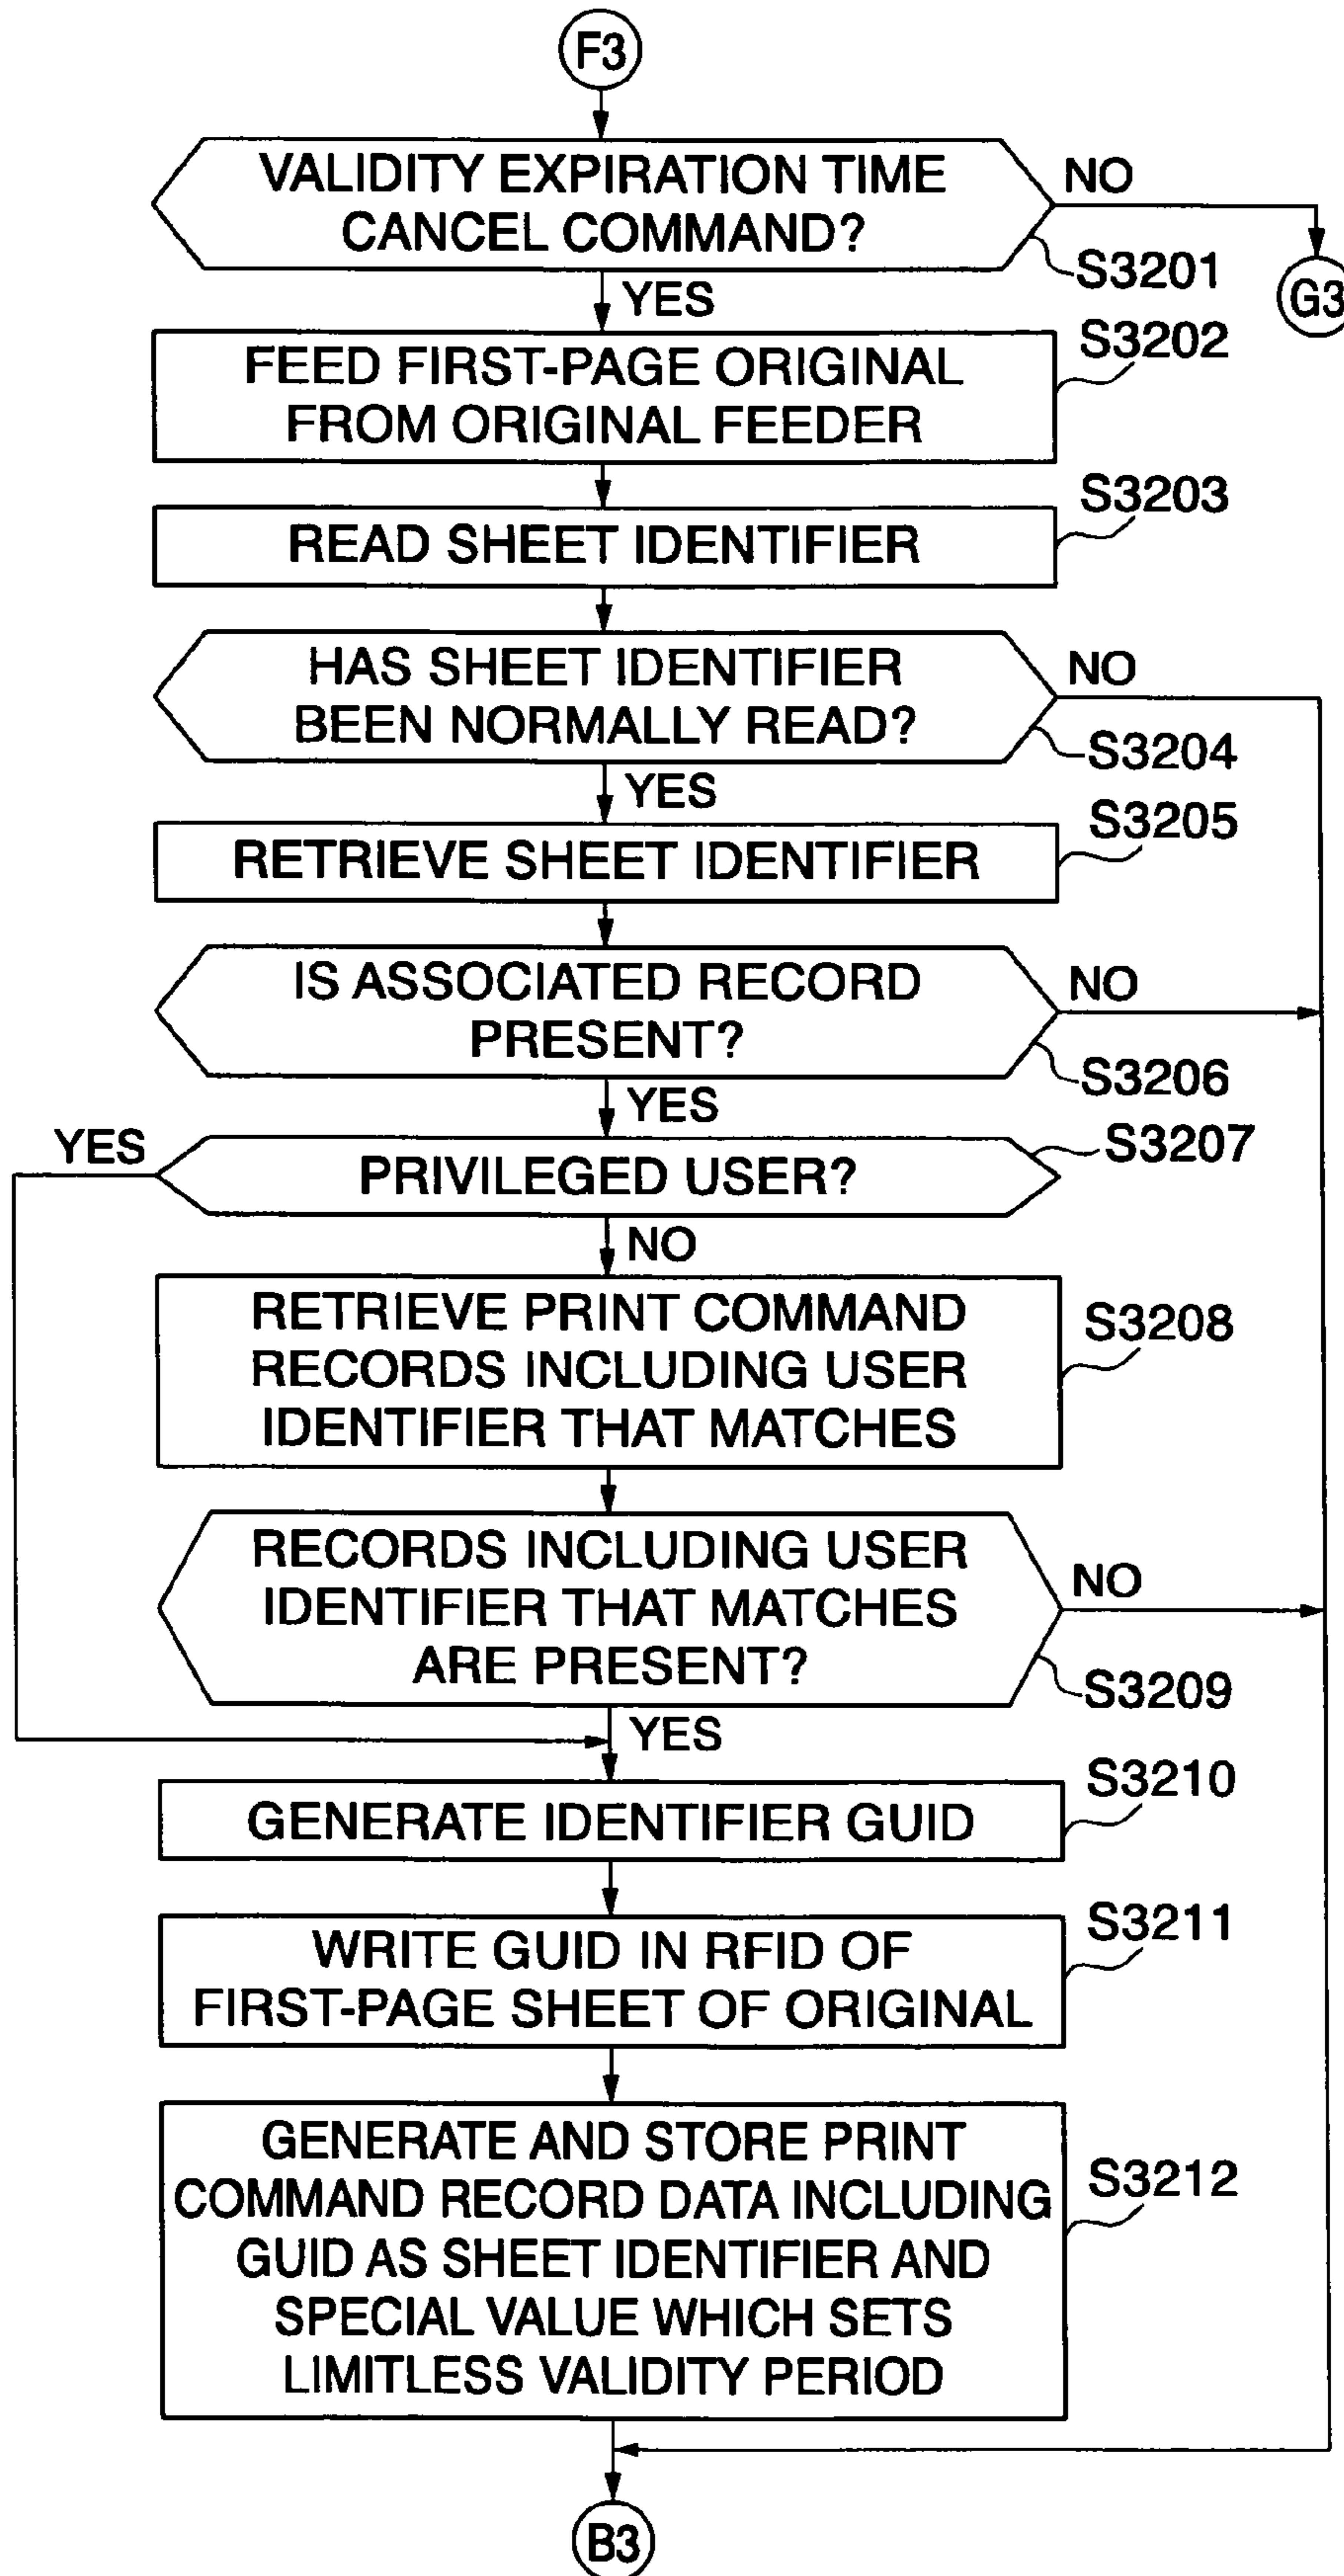 F3
VALIDITY EXPIRATION TIME
CANCEL COMMAND?
NO
S3201
G3
YES
FEED FIRST-PAGE ORIGINAL
FROM ORIGINAL FEEDER
S3202
READ SHEET IDENTIFIER
S3203
HAS SHEET IDENTIFIER
BEEN NORMALLY READ?
NO
S3204
YES
RETRIEVE SHEET IDENTIFIER
S3205
IS ASSOCIATED RECORD
PRESENT?
NO
S3206
YES
YES
PRIVILEGED USER?
S3207
NO
RETRIEVE PRINT COMMAND
RECORDS INCLUDING USER
IDENTIFIER THAT MATCHES
S3208
RECORDS INCLUDING USER
IDENTIFIER THAT MATCHES
ARE PRESENT?
NO
S3209
YES
GENERATE IDENTIFIER GUID
S3210
WRITE GUID IN RFID OF
FIRST-PAGE SHEET OF ORIGINAL
S3211
GENERATE AND STORE PRINT
COMMAND RECORD DATA INCLUDING
GUID AS SHEET IDENTIFIER AND
SPECIAL VALUE WHICH SETS
LIMITLESS VALIDITY PERIOD
S3212
B3